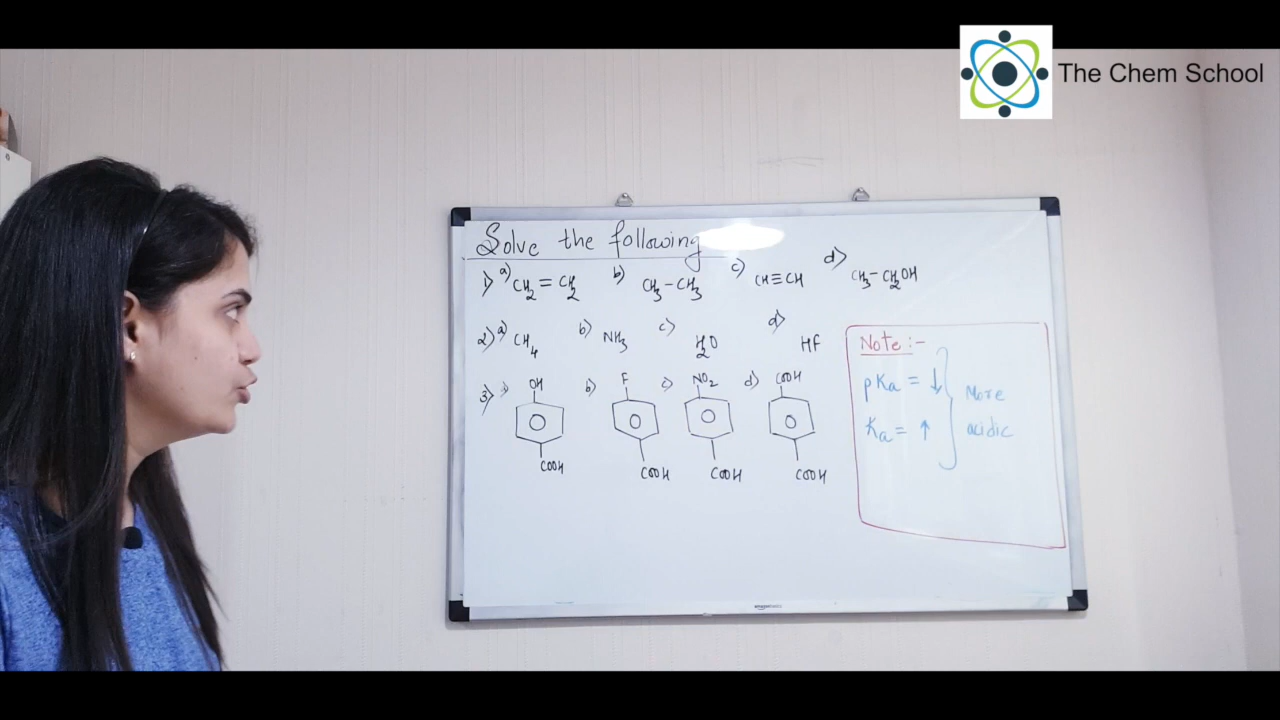 The Chem School
Solve the following
1) a) CH2 = CH2 b) CH3 - CH3 c) CH≡CH d) CH3 - CH2OH
2) a) CH4 b) NH3 c) H2O d) HF
3) a) OH b) F c) NO2 d) COOH
COOH COOH COOH COOH
Note :-
pKa = ↓ More
Ka = ↑ acidic
amazonbasics